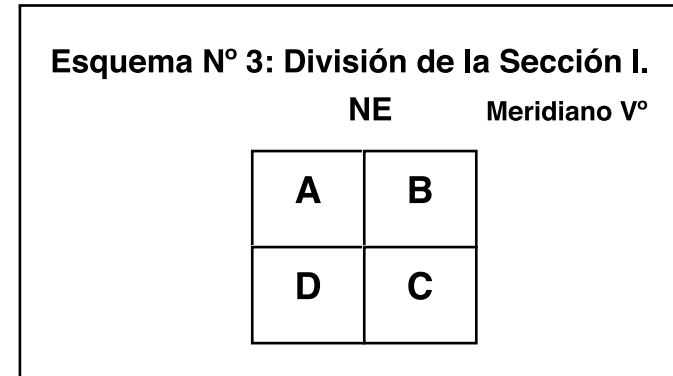 Esquema Nº 3: División de la Sección I.
NE Meridiano Vº
A B
D C